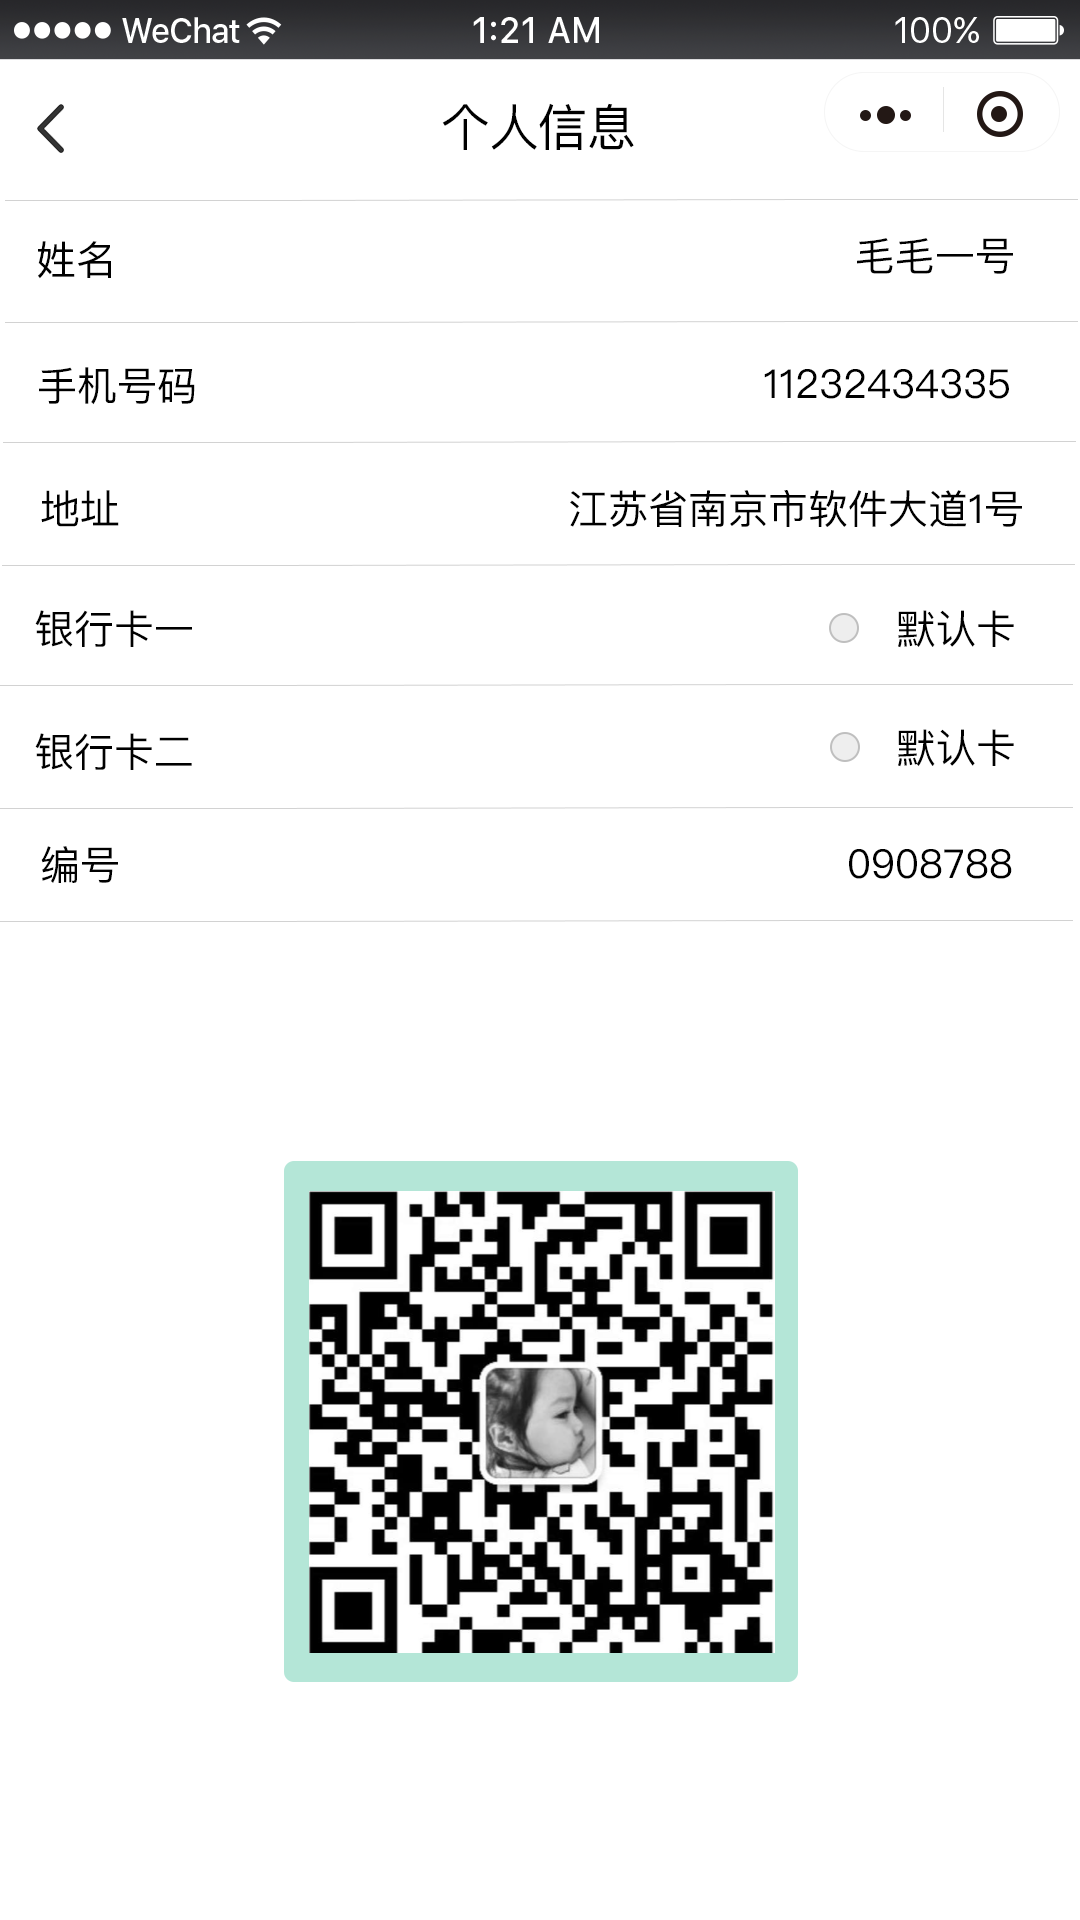 WeChat 1:21 AM 100%
个人信息
姓名 毛毛一号
手机号码 11232434335
地址 江苏省南京市软件大道1号
银行卡一 默认卡
银行卡二 默认卡
编号 0908788